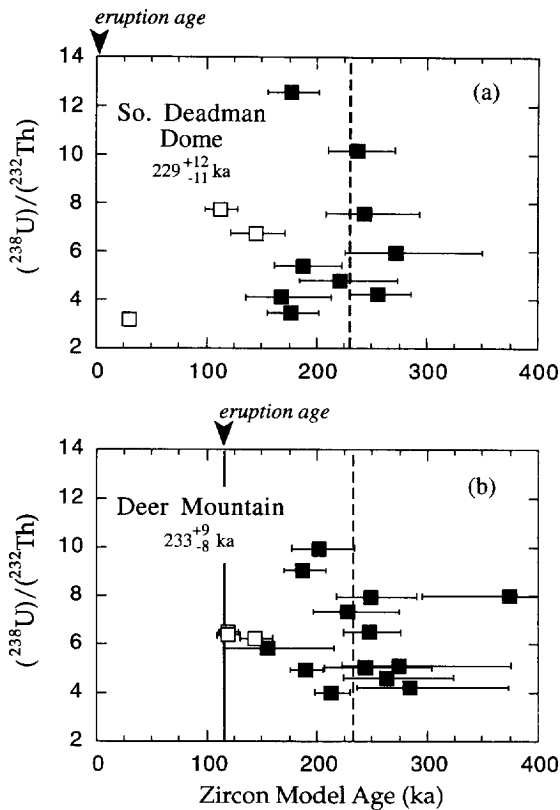 eruption age
(a)
So. Deadman
Dome
229 +12 -11 ka
(²³⁸U)/(²³²Th)
14
12
10
8
6
4
2
0 100 200 300 400
eruption age
(b)
Deer Mountain
233 +9 -8 ka
(²³⁸U)/(²³²Th)
14
12
10
8
6
4
2
0 100 200 300 400
Zircon Model Age (ka)